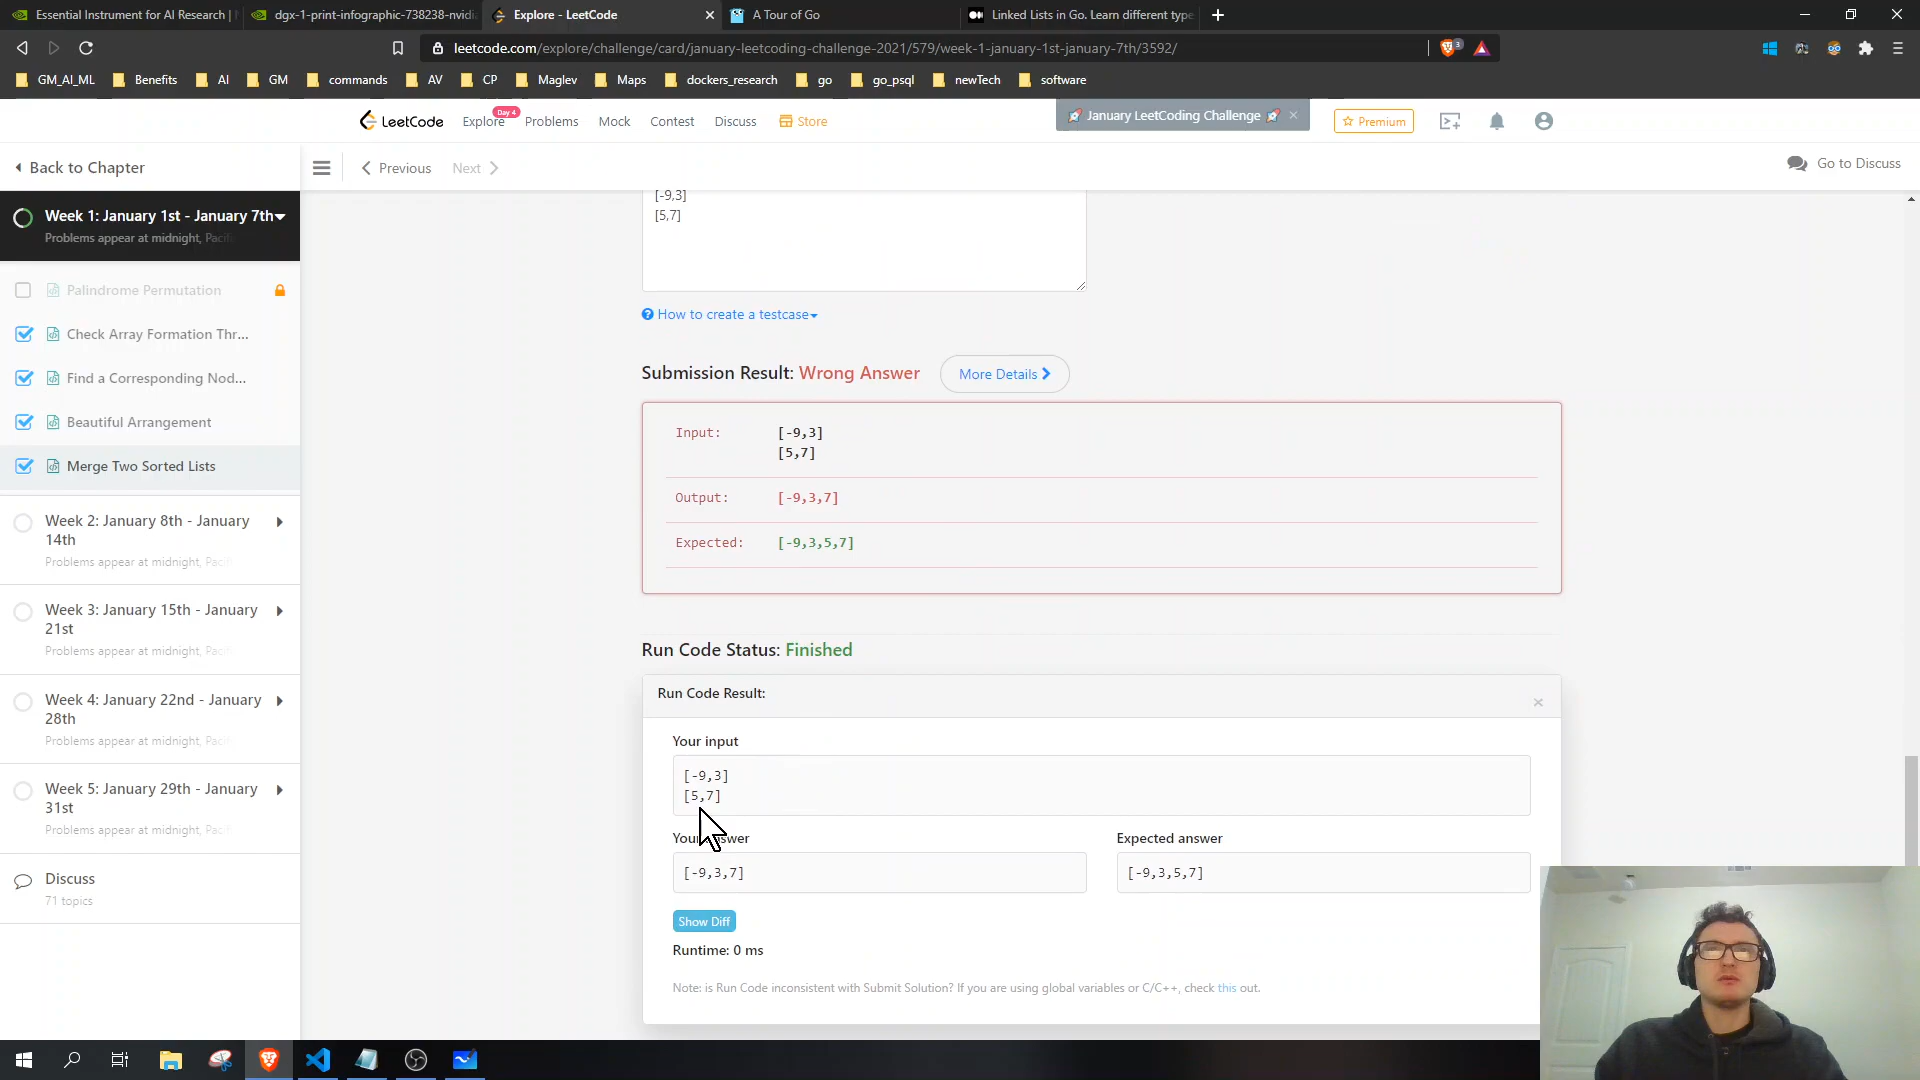 Essential Instrument for AI Research |
dgx-1-print-infographic-738238-nvidi
Explore - LeetCode
A Tour of Go
Linked Lists in Go. Learn different type
leetcode.com/explore/challenge/card/january-leetcoding-challenge-2021/579/week-1-january-1st-january-7th/3592/
3
GM_AI_ML
Benefits
AI
GM
commands
AV
CP
Maglev
Maps
dockers_research
go
go_psql
newTech
software
LeetCode
Explore
Day 4
Problems
Mock
Contest
Discuss
Store
January LeetCoding Challenge
Premium
Back to Chapter
Previous
Next
Go to Discuss
Week 1: January 1st - January 7th
Problems appear at midnight, Pacif
Palindrome Permutation
Check Array Formation Thr...
Find a Corresponding Nod...
Beautiful Arrangement
Merge Two Sorted Lists
Week 2: January 8th - January
14th
Problems appear at midnight, Pacif
Week 3: January 15th - January
21st
Problems appear at midnight, Pacif
Week 4: January 22nd - January
28th
Problems appear at midnight, Pacif
Week 5: January 29th - January
31st
Problems appear at midnight, Pacif
Discuss
71 topics
[-9,3]
[5,7]
How to create a testcase
Submission Result: Wrong Answer
More Details
Input: [-9,3]
[5,7]
Output: [-9,3,7]
Expected: [-9,3,5,7]
Run Code Status: Finished
Run Code Result:
Your input
[-9,3]
[5,7]
Your answer
[-9,3,7]
Expected answer
[-9,3,5,7]
Show Diff
Runtime: 0 ms
Note: is Run Code inconsistent with Submit Solution? If you are using global variables or C/C++, check this out.